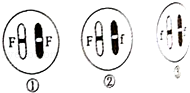 F F F f f f
① ② ③